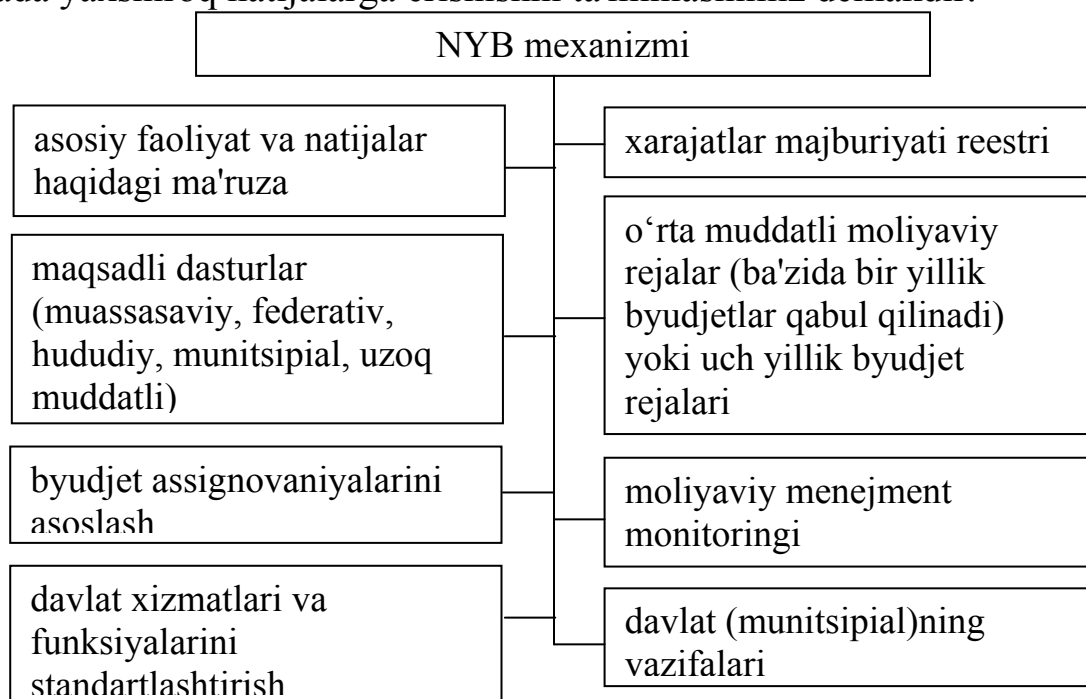 NYB mexanizmi
asosiy faoliyat va natijalar
haqidagi ma'ruza
maqsadli dasturlar
(muassasaviy, federativ,
hududiy, munitsipial, uzoq
muddatli)
byudjet assignovaniyalarini
asoslash
davlat xizmatlari va
funksiyalarini
standartlashtirish
xarajatlar majburiyati reestri
o‘rta muddatli moliyaviy
rejalar (ba'zida bir yillik
byudjetlar qabul qilinadi)
yoki uch yillik byudjet
rejalari
moliyaviy menejment
monitoringi
davlat (munitsipial)ning
vazifalari